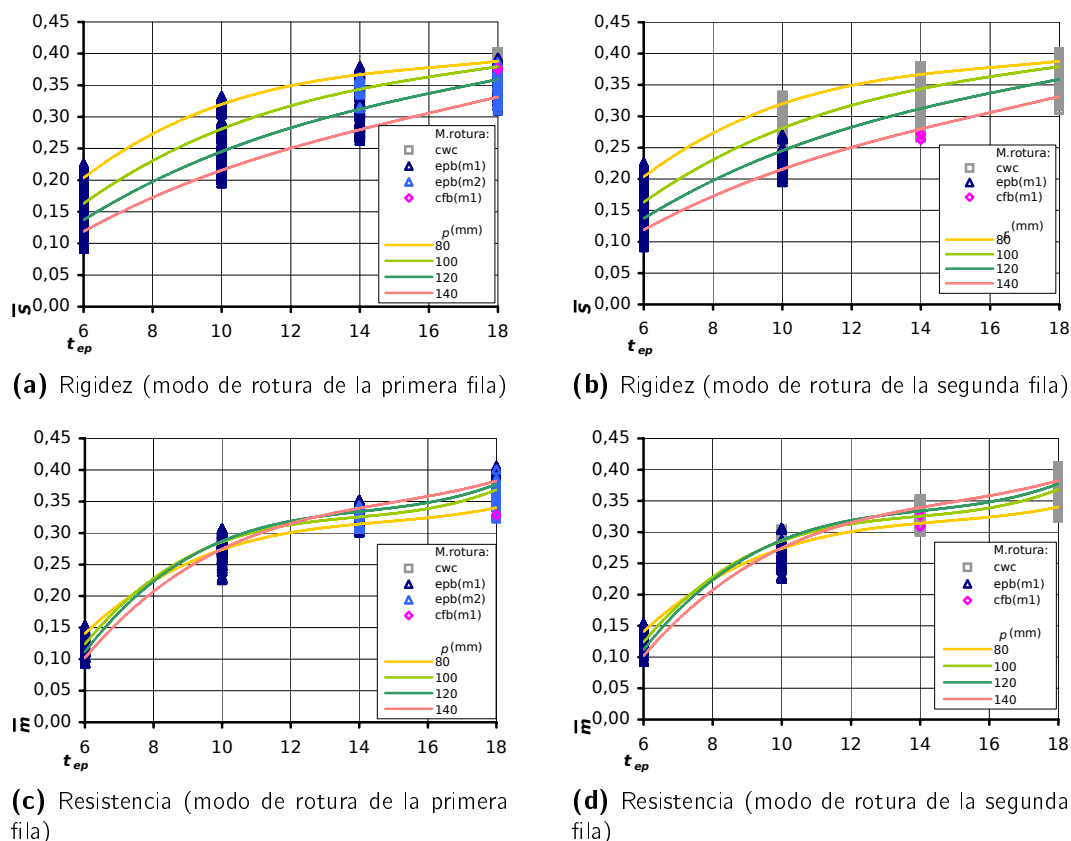 0,45
0,40
0,35
0,30
0,25
0,20
0,15
0,10
0,05
0,00
s
6 8 10 12 14 16 18
t ep
M.rotura:
cwc
epb(m1)
epb(m2)
cfb(m1)
p (mm)
80
100
120
140
(a) Rigidez (modo de rotura de la primera fila)
0,45
0,40
0,35
0,30
0,25
0,20
0,15
0,10
0,05
0,00
s
6 8 10 12 14 16 18
t ep
M.rotura:
cwc
epb(m1)
cfb(m1)
(mm)
80
100
120
140
(b) Rigidez (modo de rotura de la segunda fila)
0,45
0,40
0,35
0,30
0,25
0,20
0,15
0,10
0,05
0,00
m
6 8 10 12 14 16 18
t ep
M.rotura:
cwc
epb(m1)
epb(m2)
cfb(m1)
p (mm)
80
100
120
140
(c) Resistencia (modo de rotura de la primera
fila)
0,45
0,40
0,35
0,30
0,25
0,20
0,15
0,10
0,05
0,00
m
6 8 10 12 14 16 18
t ep
M.rotura:
cwc
epb(m1)
cfb(m1)
p (mm)
80
100
120
140
(d) Resistencia (modo de rotura de la segunda
fila)